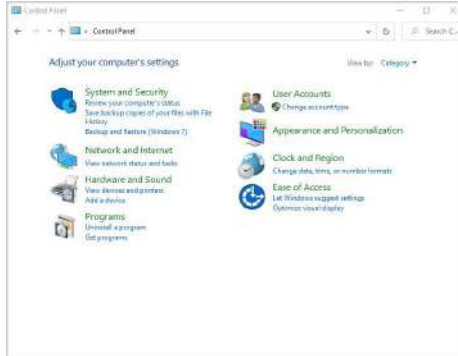 Control Panel
Control Panel
Search C...
Adjust your computer's settings
View by: Category
System and Security
Review your computer's status
Save backup copies of your files with File
History
Backup and Restore (Windows 7)
Network and Internet
View network status and tasks
Hardware and Sound
View devices and printers
Add a device
Programs
Uninstall a program
Get programs
User Accounts
Change account type
Appearance and Personalization
Clock and Region
Change date, time, or number formats
Ease of Access
Let Windows suggest settings
Optimize visual display